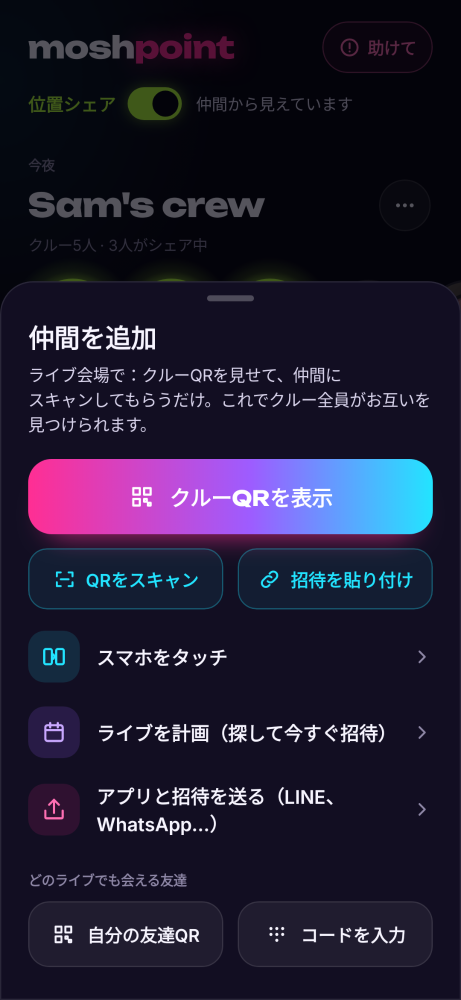 moshpoint
助けて
位置シェア
仲間から見えています
今夜
Sam's crew
クルー5人 · 3人がシェア中
仲間を追加
ライブ会場で：クルーQRを見せて、仲間に
スキャンしてもらうだけ。これでクルー全員がお互いを
見つけられます。
クルーQRを表示
QRをスキャン
招待を貼り付け
スマホをタッチ
ライブを計画（探して今すぐ招待）
アプリと招待を送る（LINE、
WhatsApp…）
どのライブでも会える友達
自分の友達QR
コードを入力